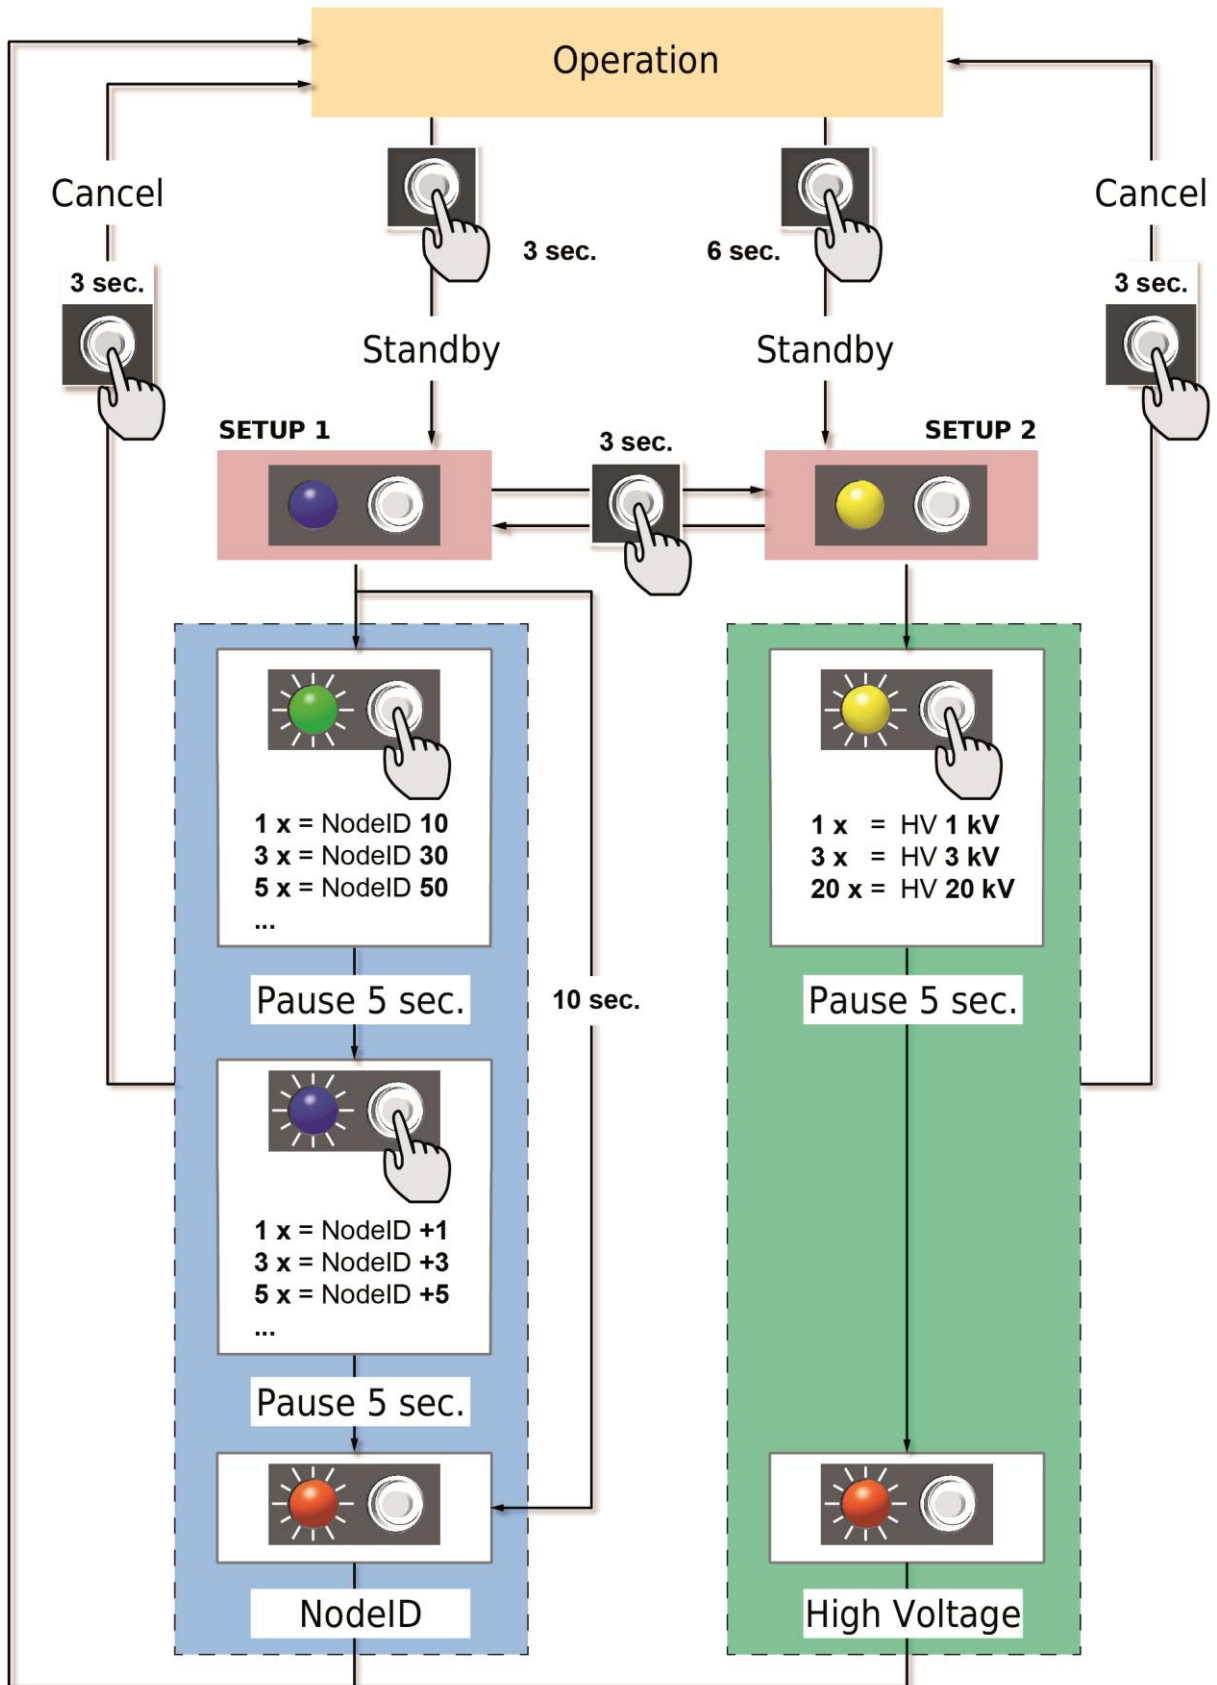 Operation
Cancel
Cancel
3 sec.
6 sec.
3 sec.
3 sec.
Standby
Standby
SETUP 1
3 sec.
SETUP 2
1 x = NodeID 10
3 x = NodeID 30
5 x = NodeID 50
...
1 x = HV 1 kV
3 x = HV 3 kV
20 x = HV 20 kV
Pause 5 sec.
10 sec.
Pause 5 sec.
1 x = NodeID +1
3 x = NodeID +3
5 x = NodeID +5
...
Pause 5 sec.
NodeID
High Voltage